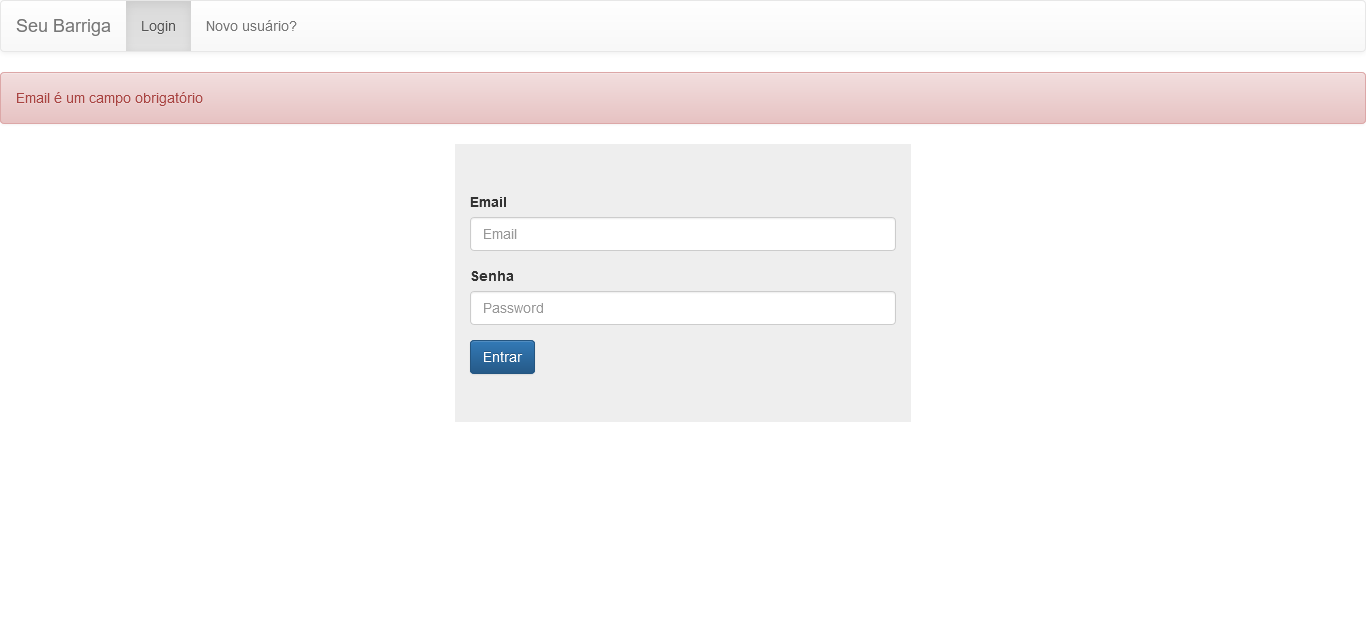 Seu Barriga Login Novo usuário?
Email é um campo obrigatório
Email
Email
Senha
Password
Entrar